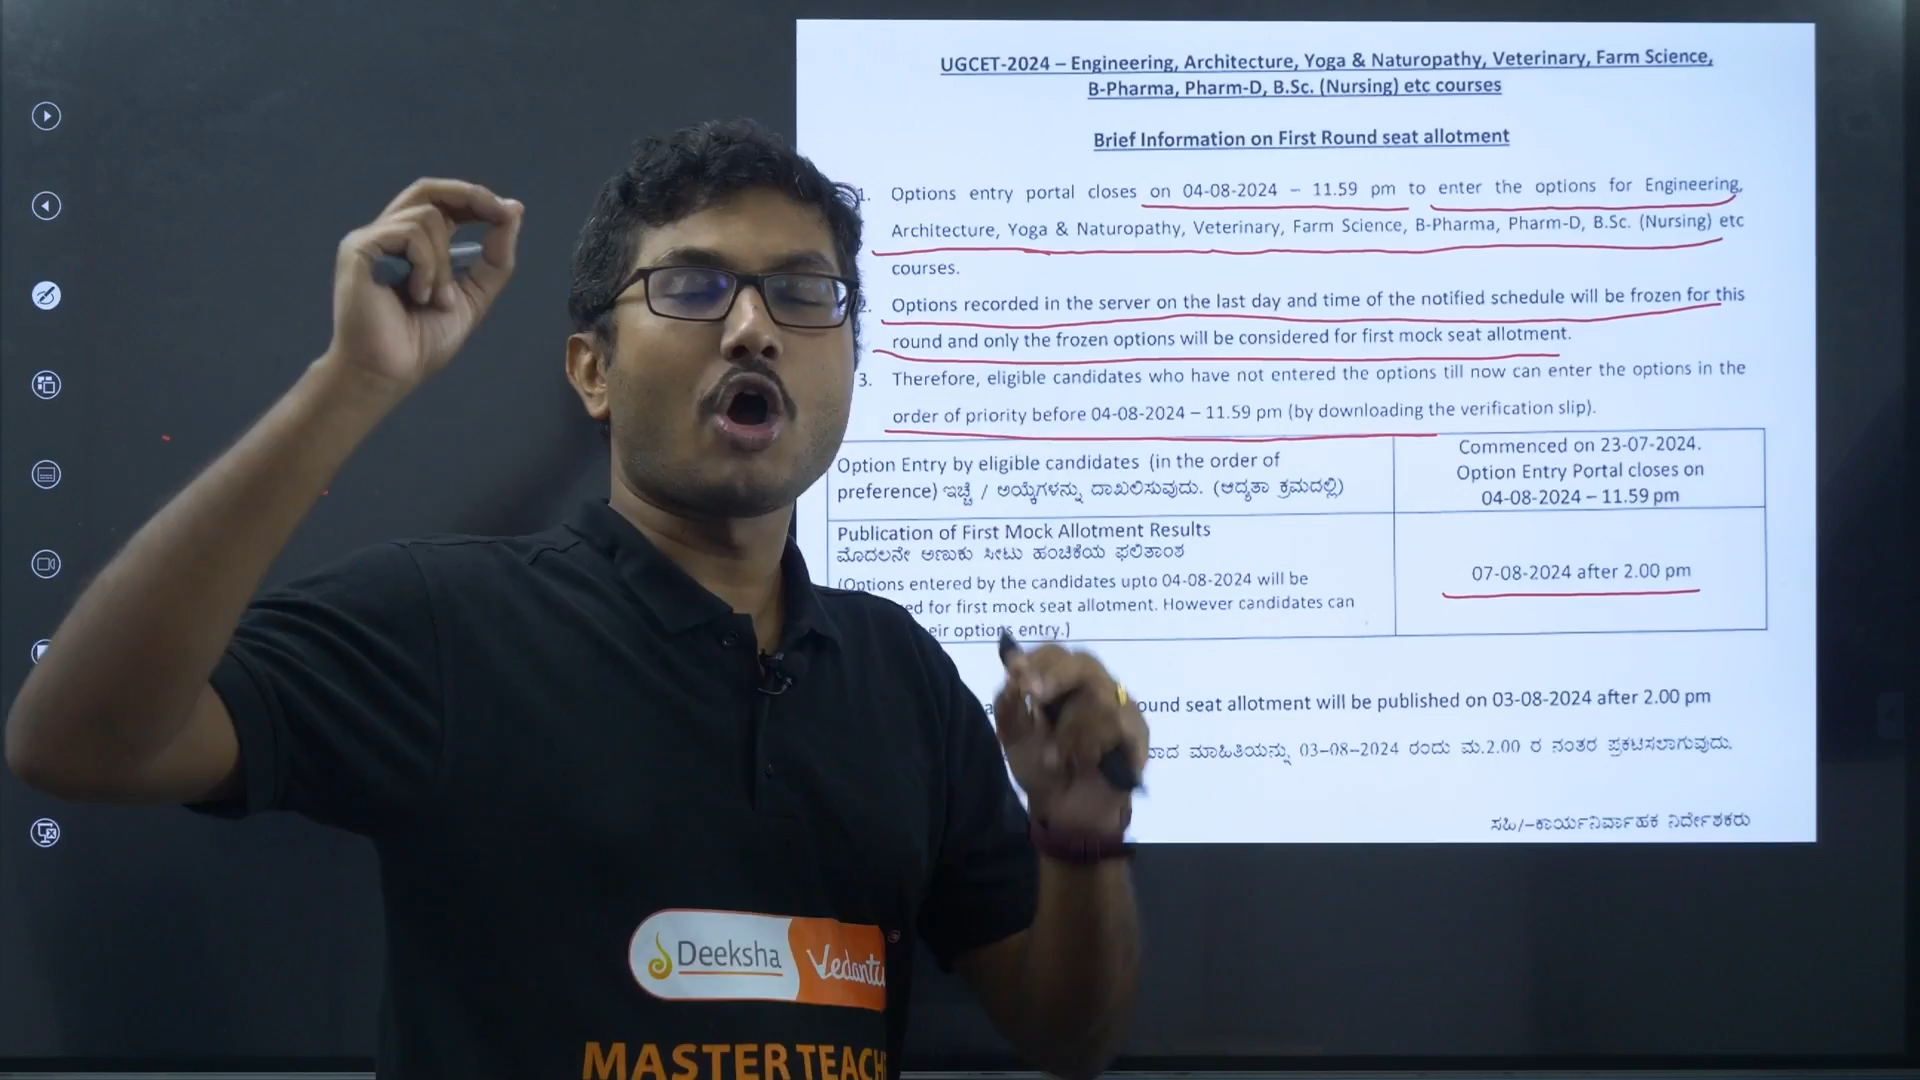 UGCET-2024 – Engineering, Architecture, Yoga & Naturopathy, Veterinary, Farm Science,
B-Pharma, Pharm-D, B.Sc. (Nursing) etc courses
Brief Information on First Round seat allotment
1. Options entry portal closes on 04-08-2024 – 11.59 pm to enter the options for Engineering,
Architecture, Yoga & Naturopathy, Veterinary, Farm Science, B-Pharma, Pharm-D, B.Sc. (Nursing) etc
courses.
2. Options recorded in the server on the last day and time of the notified schedule will be frozen for this
round and only the frozen options will be considered for first mock seat allotment.
3. Therefore, eligible candidates who have not entered the options till now can enter the options in the
order of priority before 04-08-2024 – 11.59 pm (by downloading the verification slip).
Option Entry by eligible candidates (in the order of
preference) ಇಚ್ಛೆ / ಆಯ್ಕೆಗಳನ್ನು ದಾಖಲಿಸುವುದು. (ಆದ್ಯತಾ ಕ್ರಮದಲ್ಲಿ)
Commenced on 23-07-2024.
Option Entry Portal closes on
04-08-2024 – 11.59 pm
Publication of First Mock Allotment Results
ಮೊದಲನೇ ಅಣುಕು ಸೀಟು ಹಂಚಿಕೆಯ ಫಲಿತಾಂಶ
(Options entered by the candidates upto 04-08-2024 will be
for first mock seat allotment. However candidates can
options entry.)
07-08-2024 after 2.00 pm
seat allotment will be published on 03-08-2024 after 2.00 pm
ಮಾಹಿತಿಯನ್ನು 03-08-2024 ರಂದು ಮ.2.00 ರ ನಂತರ ಪ್ರಕಟಿಸಲಾಗುವುದು.
ಸಹಿ/-ಕಾರ್ಯನಿರ್ವಾಹಕ ನಿರ್ದೇಶಕರು
Deeksha Vedantu
MASTER TEACH